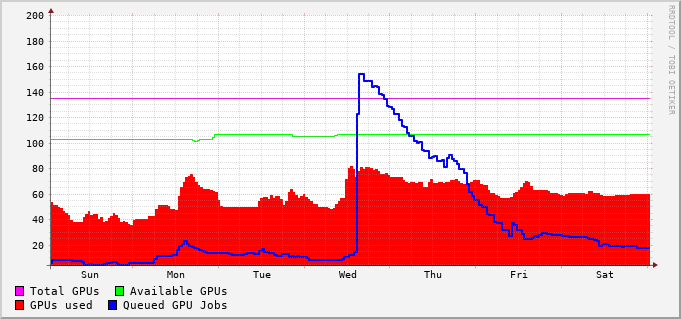 RRDTOOL / TOBI OETIKER
200
180
160
140
120
100
80
60
40
20
Sun Mon Tue Wed Thu Fri Sat
Total GPUs Available GPUs
GPUs used Queued GPU Jobs